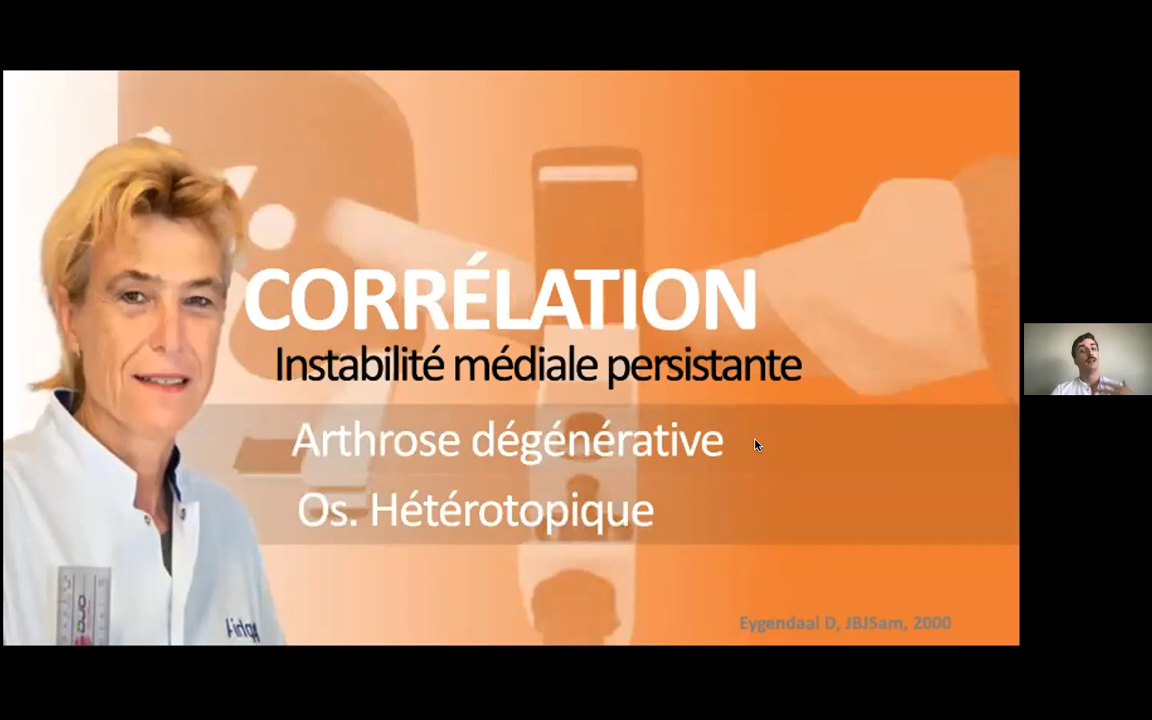 CORRÉLATION
Instabilité médiale persistante
Arthrose dégénérative
Os. Hétérotopique
Eygendaal D, JBJSam, 2000